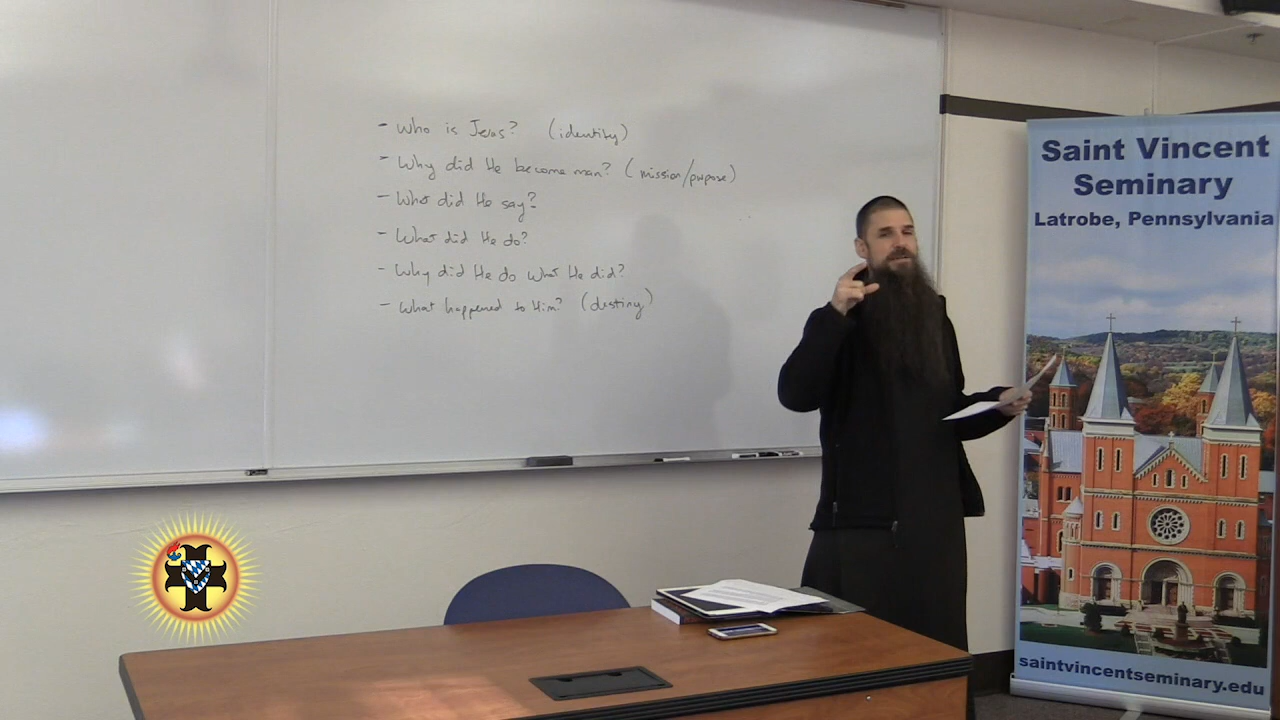 - Who is Jesus? (identity)
- Why did He become man? (mission/purpose)
- What did He say?
- What did He do?
- Why did He do what He did?
- What happened to Him? (destiny)
Saint Vincent
Seminary
Latrobe, Pennsylvania
saintvincentseminary.edu